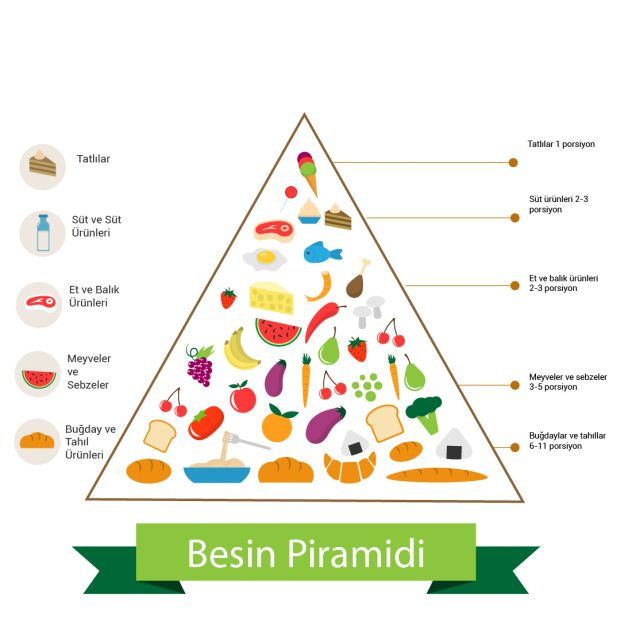 Tatlılar
Süt ve Süt
Ürünleri
Et ve Balık
Ürünleri
Meyveler
ve
Sebzeler
Buğday ve
Tahıl
Ürünleri
Tatlılar 1 porsiyon
Süt ürünleri 2-3
porsiyon
Et ve balık ürünleri
2-3 porsiyon
Meyveler ve sebzeler
3-5 porsiyon
Buğdaylar ve tahıllar
6-11 porsiyon
Besin Piramidi